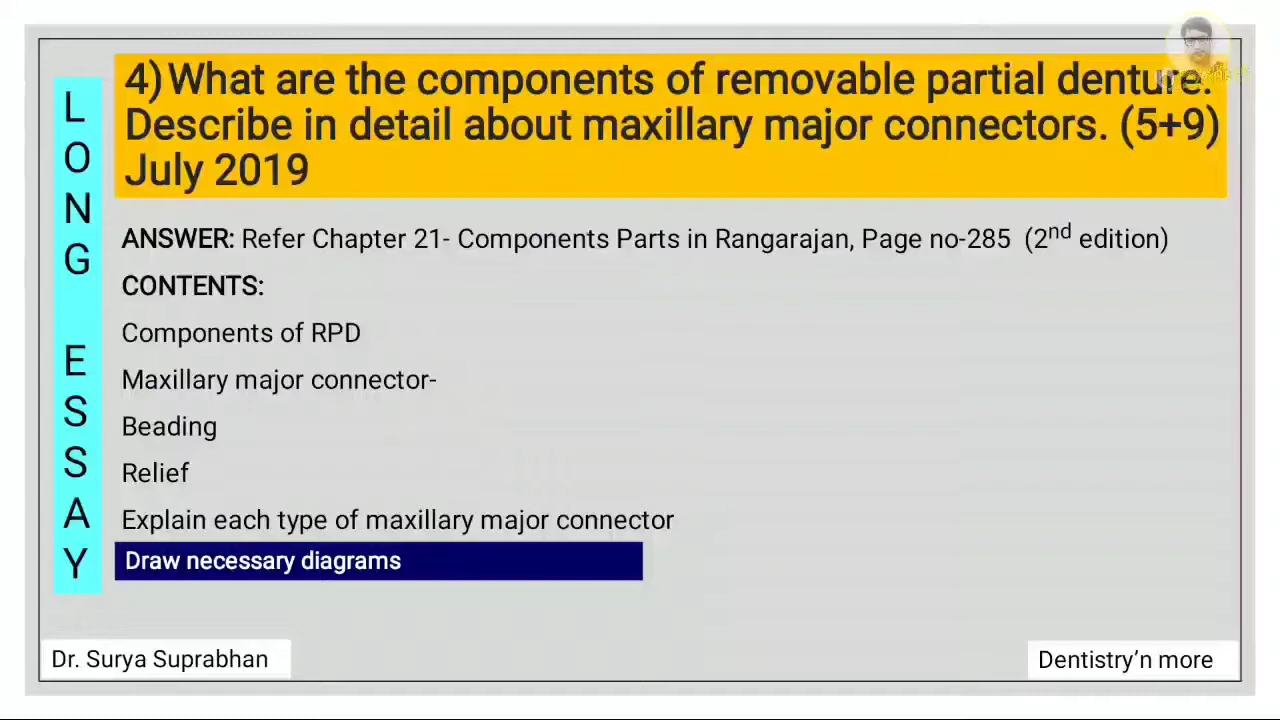 4) What are the components of removable partial denture.
Describe in detail about maxillary major connectors. (5+9)
July 2019
LONG ESSAY
ANSWER: Refer Chapter 21- Components Parts in Rangarajan, Page no-285 (2nd edition)
CONTENTS:
Components of RPD
Maxillary major connector-
Beading
Relief
Explain each type of maxillary major connector
Draw necessary diagrams
Dr. Surya Suprabhan
Dentistry’n more